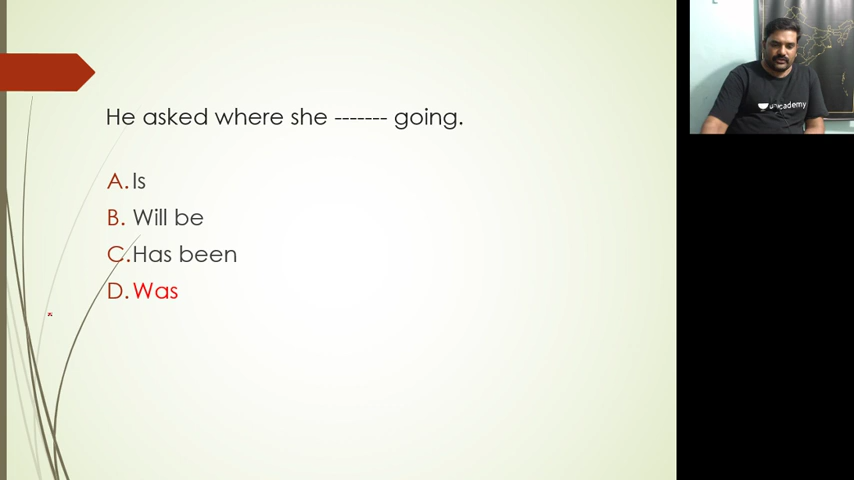 He asked where she ------- going.
A. Is
B. Will be
C. Has been
D. Was
unacademy